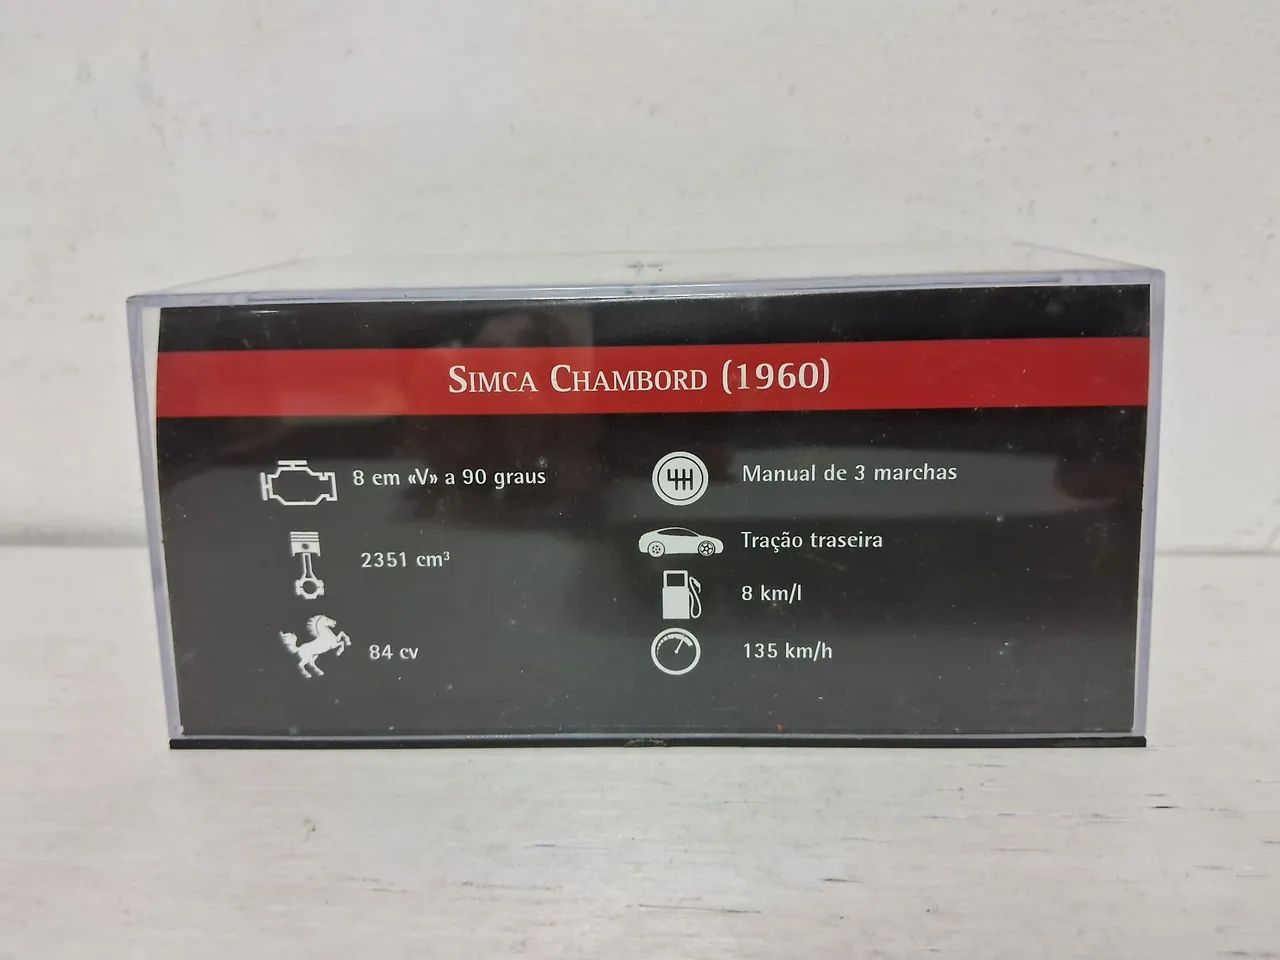 Simca Chambord (1960)
8 em «V» a 90 graus
2351 cm³
84 cv
Manual de 3 marchas
Tração traseira
8 km/l
135 km/h